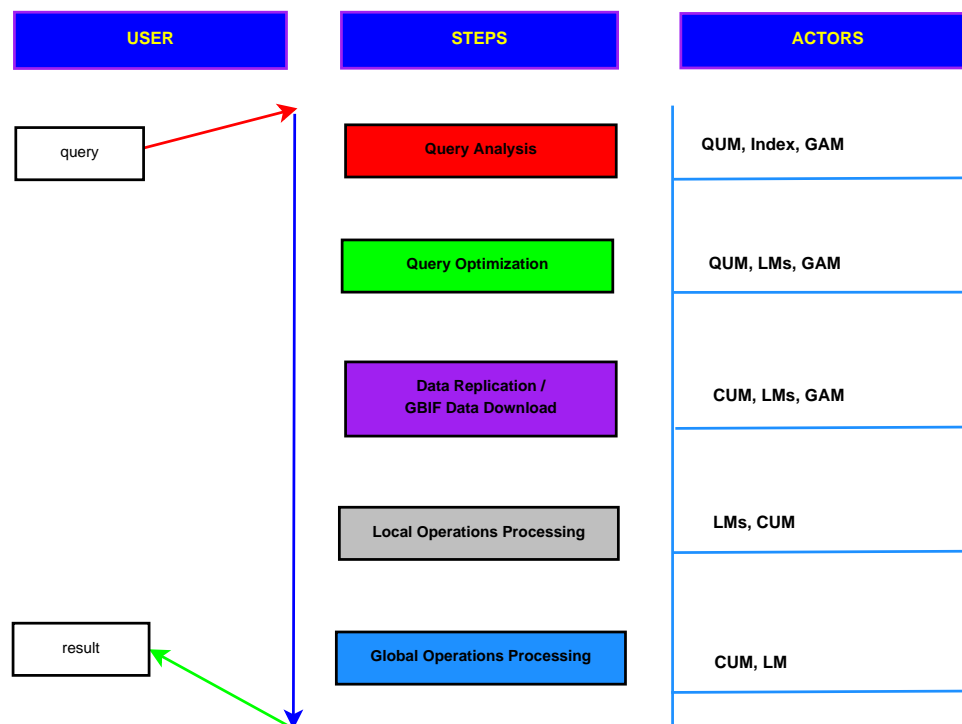 USER
STEPS
ACTORS
query
Query Analysis
QUM, Index, GAM
Query Optimization
QUM, LMs, GAM
Data Replication /
GBIF Data Download
CUM, LMs, GAM
Local Operations Processing
LMs, CUM
result
Global Operations Processing
CUM, LM